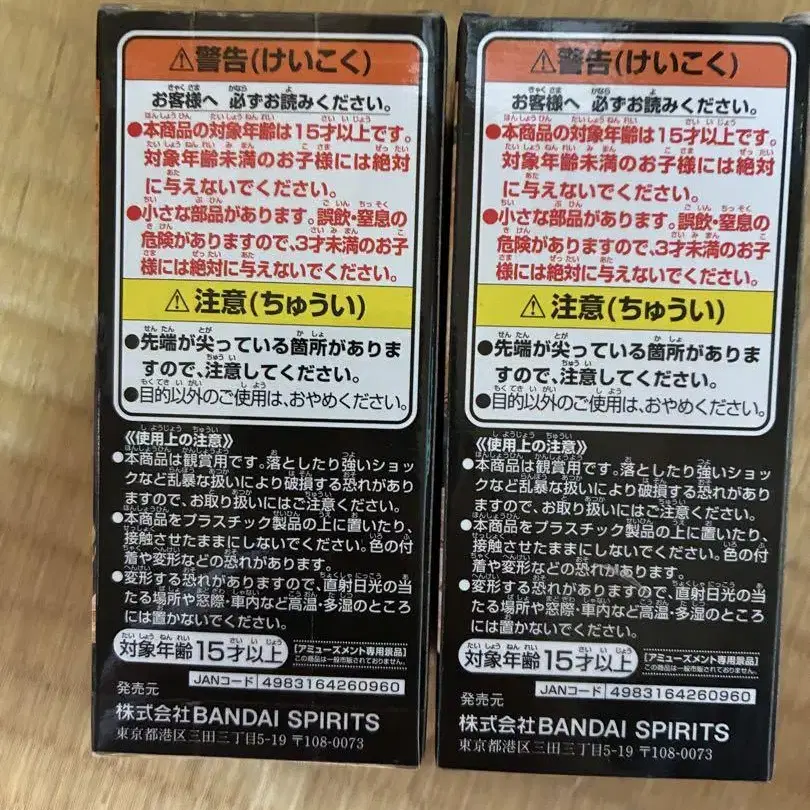 ⚠警告(けいこく)
お客様へ 必ずお読みください。
●本商品の対象年齢は15才以上です。
対象年齢未満のお子様には絶対
に与えないでください。
●小さな部品があります。誤飲・窒息の
危険がありますので、3才未満のお子
様には絶対に与えないでください。
⚠注意(ちゅうい)
●先端が尖っている箇所がありま
すので、注意してください。
●目的以外のご使用は、おやめください。
《使用上の注意》
●本商品は観賞用です。落としたり強いショッ
クなど乱暴な扱いにより破損する恐れがあり
ますので、お取り扱いにはご注意ください。
●本商品をプラスチック製品の上に置いたり、
接触させたままにしないでください。色の付
着や変形などの恐れがあります。
●変形する恐れがありますので、直射日光の当
たる場所や窓際・車内など高温・多湿のところ
には置かないでください。
対象年齢15才以上
[アミューズメント専用景品]
この商品は一般市販されておりません。
JANコード 4983164260960
発売元
株式会社BANDAI SPIRITS
東京都港区三田三丁目5-19 〒108-0073
⚠警告(けいこく)
お客様へ 必ずお読みください。
●本商品の対象年齢は15才以上です。
対象年齢未満のお子様には絶対
に与えないでください。
●小さな部品があります。誤飲・窒息の
危険がありますので、3才未満のお子
様には絶対に与えないでください。
⚠注意(ちゅうい)
●先端が尖っている箇所がありま
すので、注意してください。
●目的以外のご使用は、おやめください。
《使用上の注意》
●本商品は観賞用です。落としたり強いショッ
クなど乱暴な扱いにより破損する恐れがあり
ますので、お取り扱いにはご注意ください。
●本商品をプラスチック製品の上に置いたり、
接触させたままにしないでください。色の付
着や変形などの恐れがあります。
●変形する恐れがありますので、直射日光の当
たる場所や窓際・車内など高温・多湿のところ
には置かないでください。
対象年齢15才以上
[アミューズメント専用景品]
この商品は一般市販されておりません。
JANコード 4983164260960
発売元
株式会社BANDAI SPIRITS
東京都港区三田三丁目5-19 〒108-0073